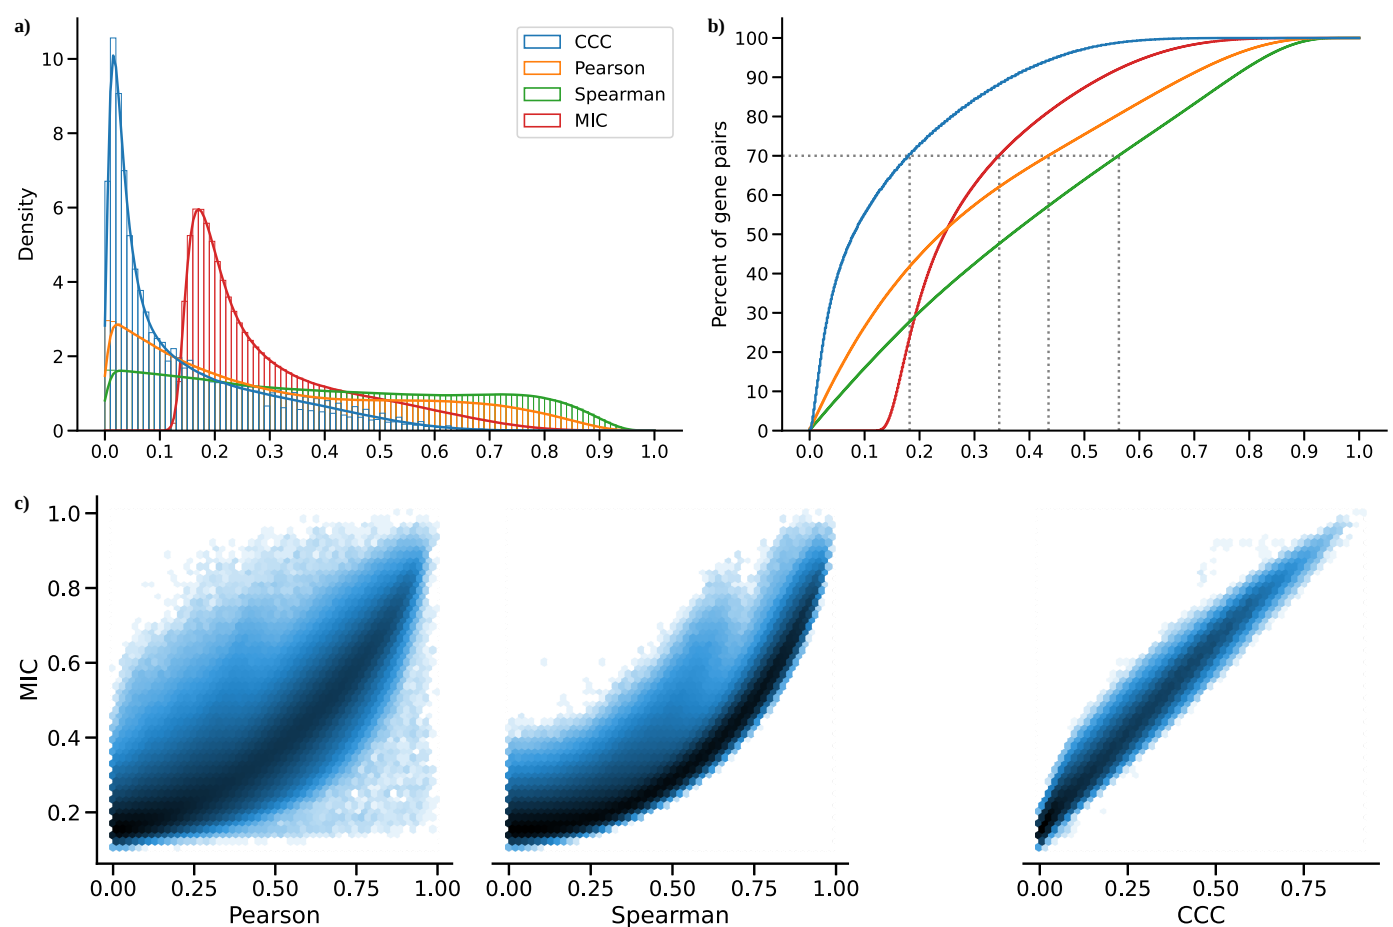 a)
CCC
Pearson
Spearman
MIC
Density
10
8
6
4
2
0
0.0 0.1 0.2 0.3 0.4 0.5 0.6 0.7 0.8 0.9 1.0
b)
Percent of gene pairs
100
90
80
70
60
50
40
30
20
10
0
0.0 0.1 0.2 0.3 0.4 0.5 0.6 0.7 0.8 0.9 1.0
c)
MIC
1.0
0.8
0.6
0.4
0.2
0.00 0.25 0.50 0.75 1.00
Pearson
0.00 0.25 0.50 0.75 1.00
Spearman
0.00 0.25 0.50 0.75
CCC